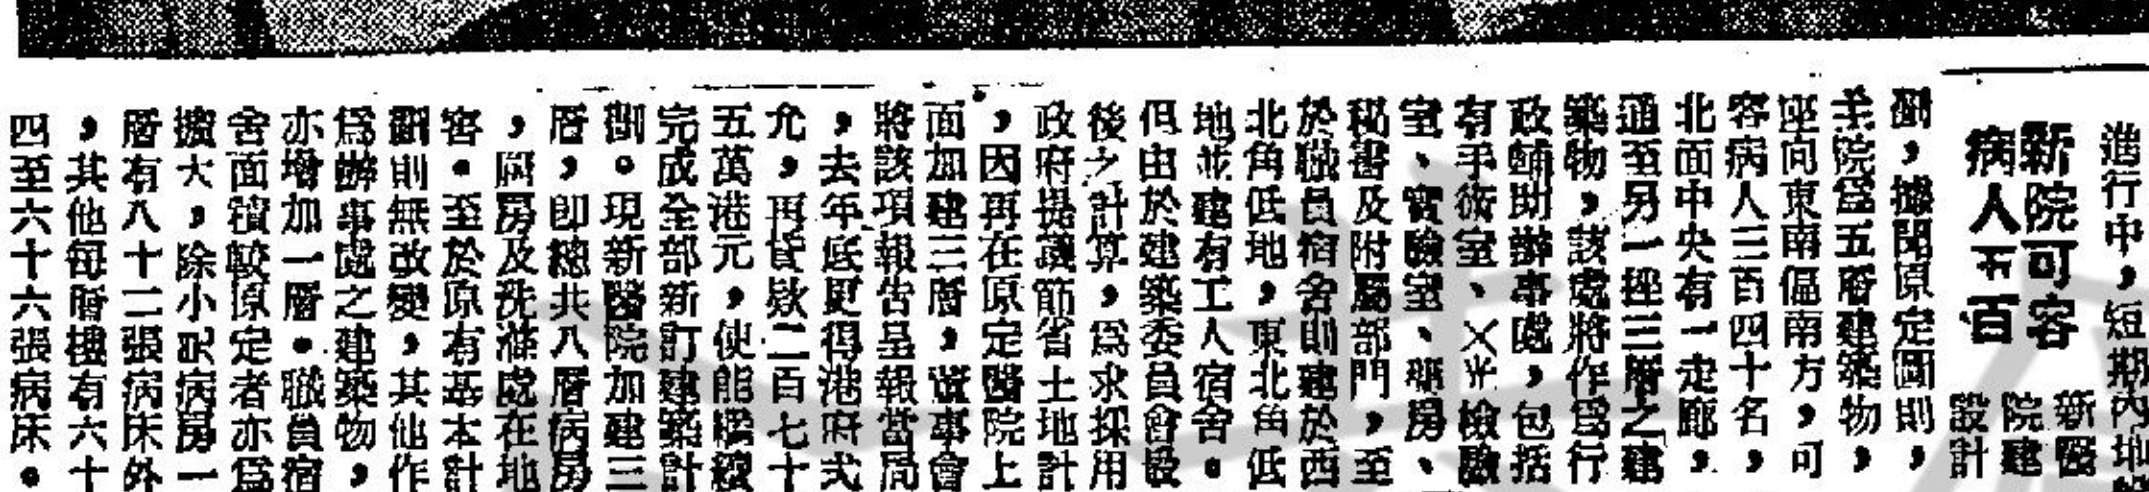 進行中，短期內地
新院可容
病人五百
新醫
院建
設計
劃，據聞原定圖則，
羊院爲五層建築物，
座向東南偏南方，可
容病人三百四十名，
北面中央有一走廊，
通至另一座三層之建
築物，該處將作爲行
政輔助辦事處，包括
有手術室、X光檢驗
室、實驗室、藥房、
秘書及附屬部門，至
於職員宿舍則建於西
北角低地，東北角低
地並建有工人宿舍。
但由於建築委員會最
後之計算，爲求採用
政府提議節省土地計
，因再在原定醫院上
面加建三層，董事會
將該項報告呈報當局
，去年底更得港府弍
允，再貸欵二百七十
五萬港元，使能繼續
完成全部新訂建築計
劃。現新醫院加建三
層，卽總共八層病房
，廚房及洗滌處在地
窖。至於原有基本計
劃則無改變，其他作
爲辦事處之建築物，
亦增加一層。職員宿
舍面積較原定者亦爲
擴大，除小兒病房一
層有八十二張病床外
，其他每層樓有六十
四至六十六張病床。